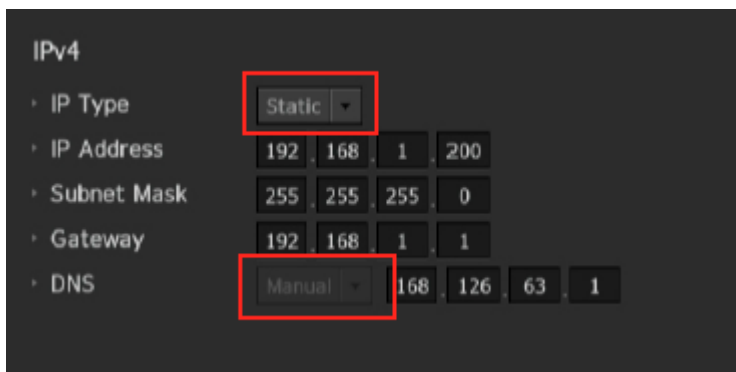 IPv4
IP Type Static
IP Address 192 . 168 . 1 . 200
Subnet Mask 255 . 255 . 255 . 0
Gateway 192 . 168 . 1 . 1
DNS Manual 168 . 126 . 63 . 1